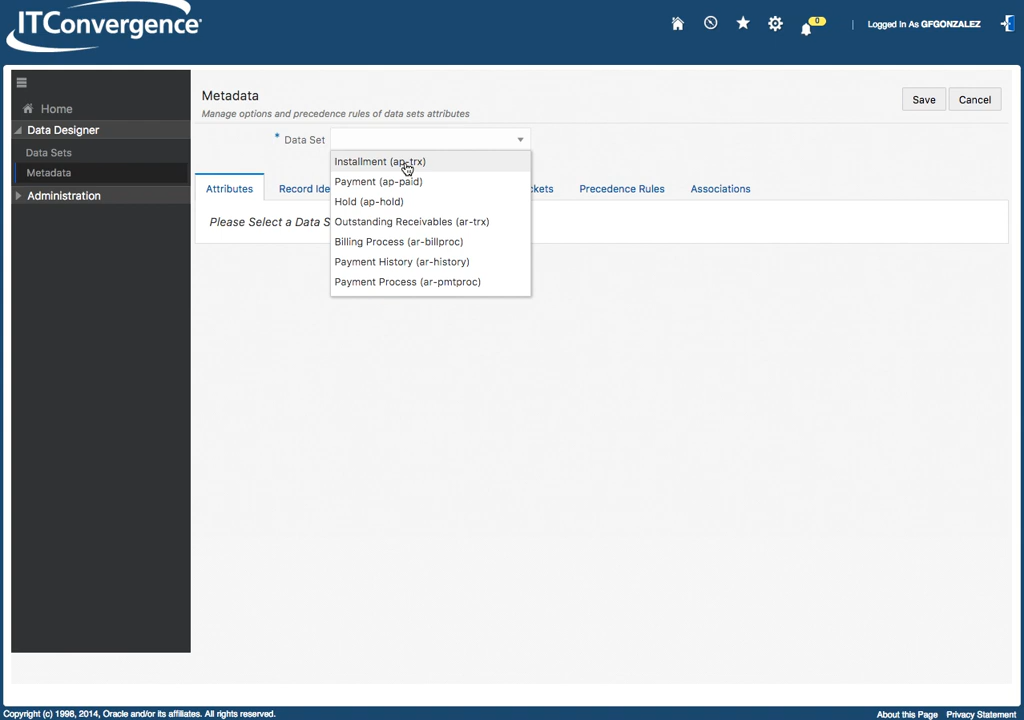 ITConvergence
0
Logged In As GFGONZALEZ
Home
Data Designer
Data Sets
Metadata
Administration
Metadata
Manage options and precedence rules of data sets attributes
Save
Cancel
* Data Set
Installment (ap-trx)
Payment (ap-paid)
Hold (ap-hold)
Outstanding Receivables (ar-trx)
Billing Process (ar-billproc)
Payment History (ar-history)
Payment Process (ar-pmtproc)
Attributes
Record Ide
kets
Precedence Rules
Associations
Please Select a Data S
Copyright (c) 1998, 2014, Oracle and/or its affiliates. All rights reserved.
About this Page
Privacy Statement